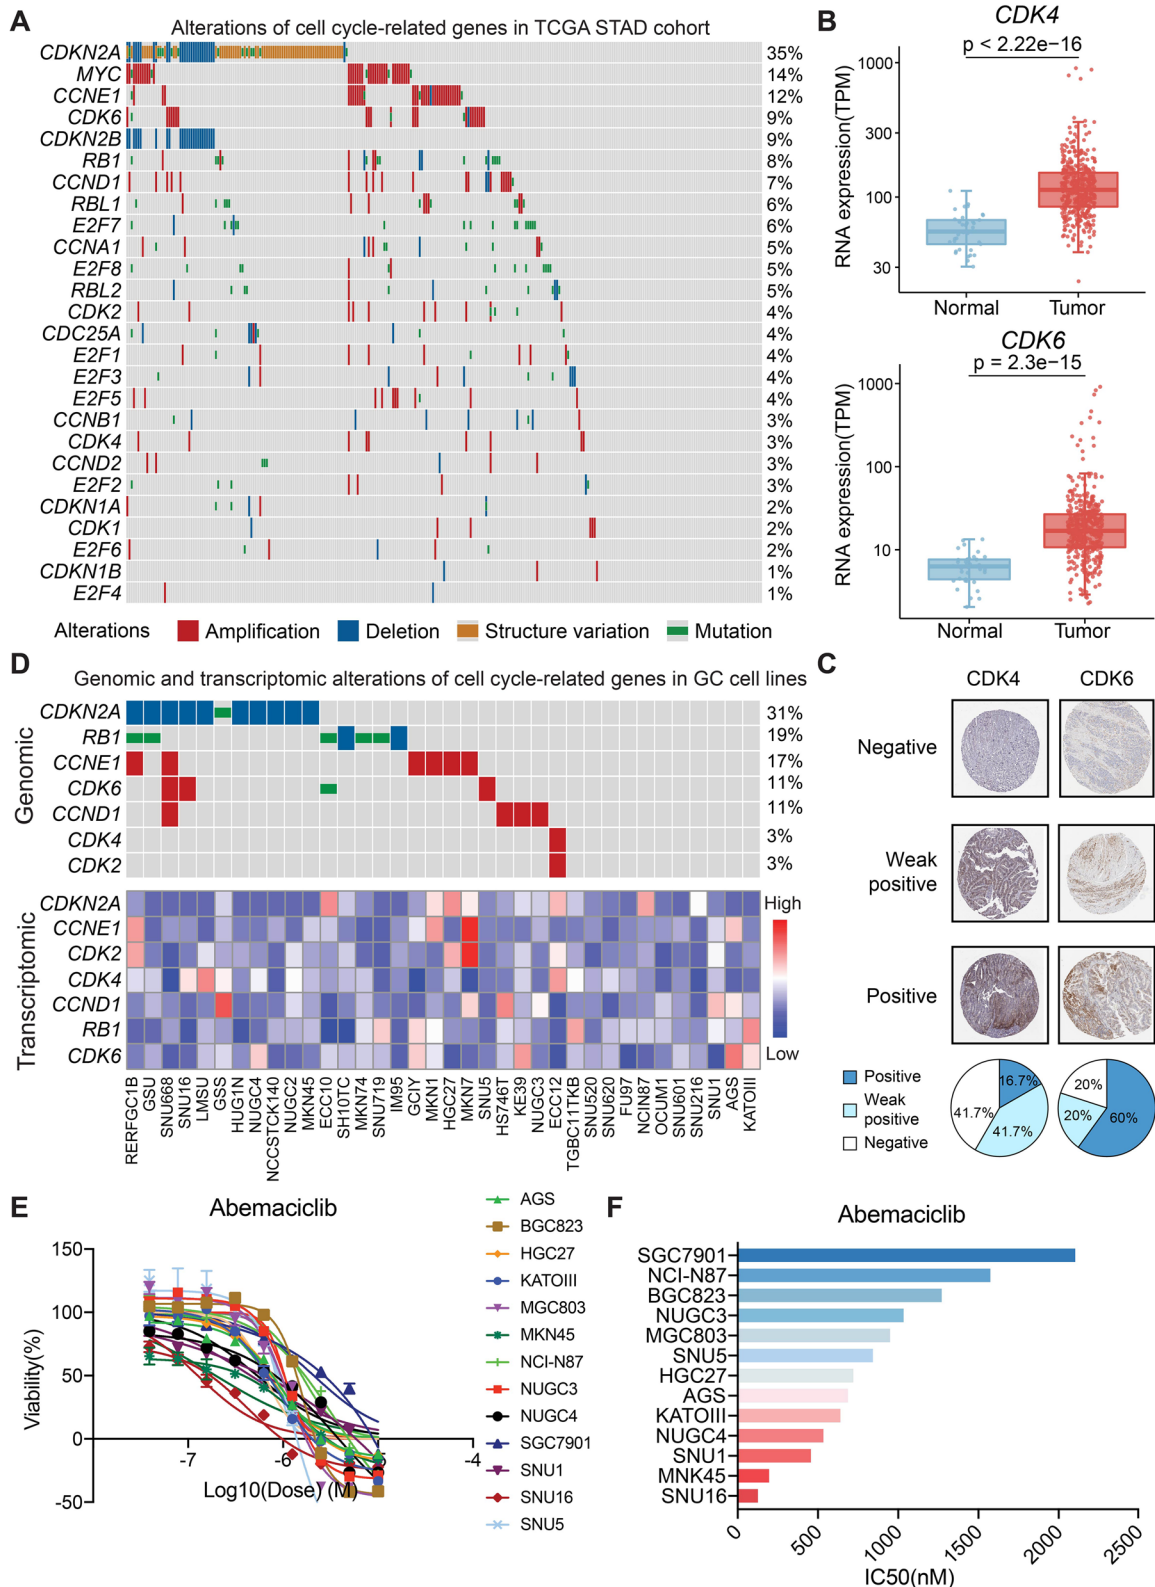 A
Alterations of cell cycle-related genes in TCGA STAD cohort
CDKN2A 35%
MYC 14%
CCNE1 12%
CDK6 9%
CDKN2B 9%
RB1 8%
CCND1 7%
RBL1 6%
E2F7 6%
CCNA1 5%
E2F8 5%
RBL2 5%
CDK2 4%
CDC25A 4%
E2F1 4%
E2F3 4%
E2F5 4%
CCNB1 3%
CDK4 3%
CCND2 3%
E2F2 3%
CDKN1A 2%
CDK1 2%
E2F6 2%
CDKN1B 1%
E2F4 1%
Alterations Amplification Deletion Structure variation Mutation
B
CDK4
p < 2.22e−16
RNA expression(TPM)
1000
300
100
30
Normal Tumor
CDK6
p = 2.3e−15
RNA expression(TPM)
1000
100
10
Normal Tumor
C
CDK4 CDK6
Negative
Weak
positive
Positive
Positive
Weak
positive
Negative
16.7%
41.7%
41.7%
20%
20%
60%
D
Genomic and transcriptomic alterations of cell cycle-related genes in GC cell lines
Genomic
CDKN2A 31%
RB1 19%
CCNE1 17%
CDK6 11%
CCND1 11%
CDK4 3%
CDK2 3%
Transcriptomic
CDKN2A
CCNE1
CDK2
CDK4
CCND1
RB1
CDK6
High
Low
RERFGC1B
GSU
SNU668
SNU16
LMSU
GSS
HUG1N
NUGC4
NCCSTCK140
NUGC2
MKN45
ECC10
SH10TC
MKN74
SNU719
IM95
GCIY
MKN1
HGC27
MKN7
SNU5
HS746T
KE39
NUGC3
ECC12
TGBC11TKB
SNU520
SNU620
FU97
NCIN87
OCUM1
SNU601
SNU216
SNU1
AGS
KATOIII
E
Abemaciclib
Viability(%)
150
100
50
0
-50
-7 -6 -5 -4
Log10(Dose) (M)
AGS
BGC823
HGC27
KATOIII
MGC803
MKN45
NCI-N87
NUGC3
NUGC4
SGC7901
SNU1
SNU16
SNU5
F
Abemaciclib
SGC7901
NCI-N87
BGC823
NUGC3
MGC803
SNU5
HGC27
AGS
KATOIII
NUGC4
SNU1
MNK45
SNU16
0 500 1000 1500 2000 2500
IC50(nM)